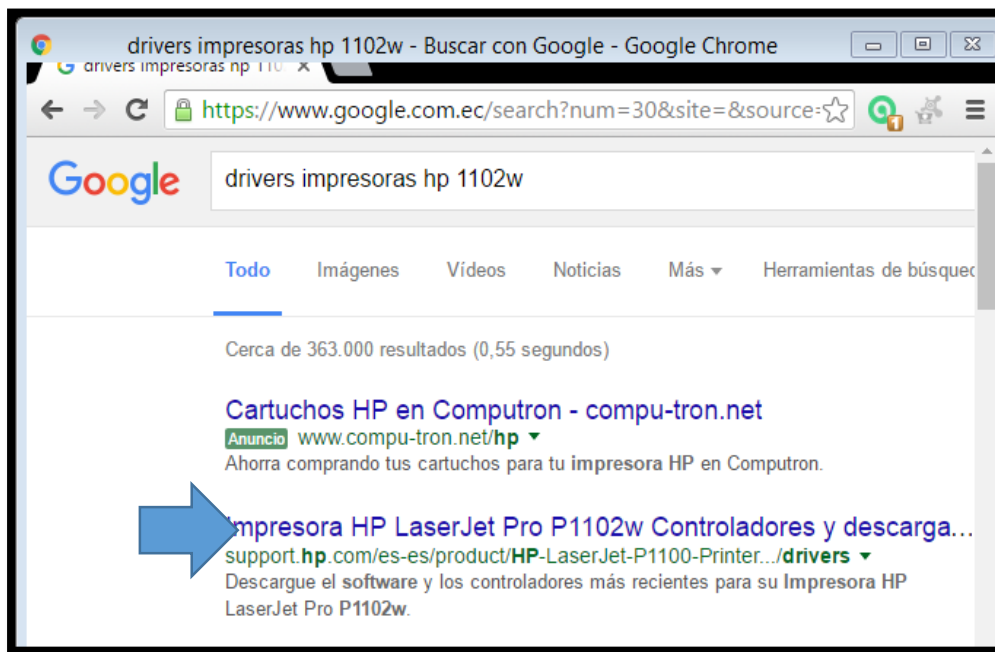 drivers impresoras hp 1102w - Buscar con Google - Google Chrome
drivers impresoras hp 110
https://www.google.com.ec/search?num=30&site=&source=
1
Google
drivers impresoras hp 1102w
Todo Imágenes Vídeos Noticias Más Herramientas de búsqued
Cerca de 363.000 resultados (0,55 segundos)
Cartuchos HP en Computron - compu-tron.net
Anuncio www.compu-tron.net/hp
Ahorra comprando tus cartuchos para tu impresora HP en Computron.
Impresora HP LaserJet Pro P1102w Controladores y descarga...
support.hp.com/es-es/product/HP-LaserJet-P1100-Printer.../drivers
Descargue el software y los controladores más recientes para su Impresora HP
LaserJet Pro P1102w.